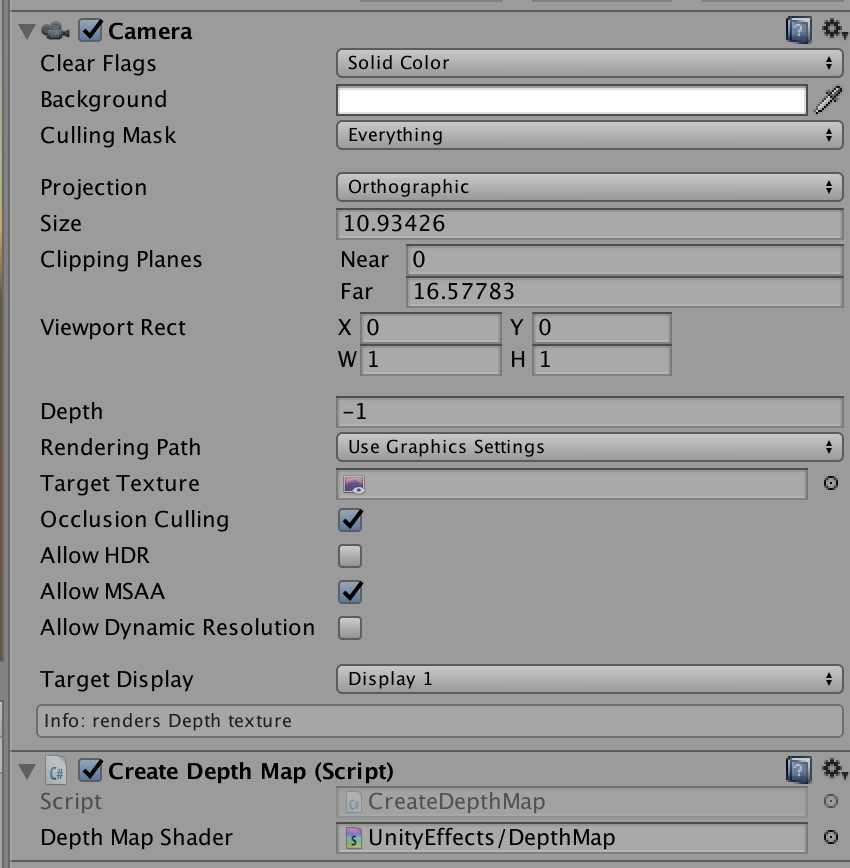 Camera
Clear Flags Solid Color
Background
Culling Mask Everything
Projection Orthographic
Size 10.93426
Clipping Planes Near 0
Far 16.57783
Viewport Rect X 0 Y 0
W 1 H 1
Depth -1
Rendering Path Use Graphics Settings
Target Texture
Occlusion Culling
Allow HDR
Allow MSAA
Allow Dynamic Resolution
Target Display Display 1
Info: renders Depth texture
C# Create Depth Map (Script)
Script C# CreateDepthMap
Depth Map Shader S UnityEffects/DepthMap